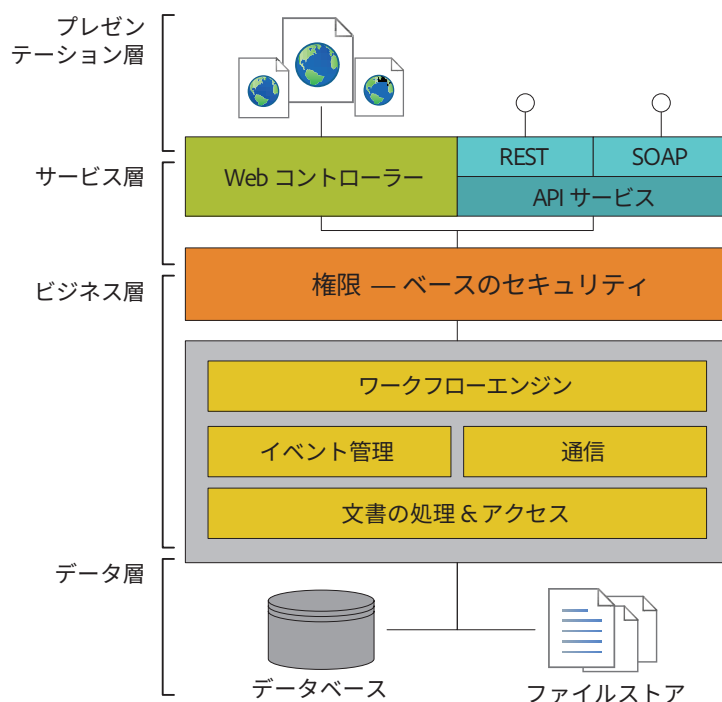 プレゼン
テーション層
REST
SOAP
サービス層
Web コントローラー
API サービス
ビジネス層
権限 — ベースのセキュリティ
ワークフローエンジン
イベント管理
通信
文書の処理 & アクセス
データ層
データベース
ファイルストア